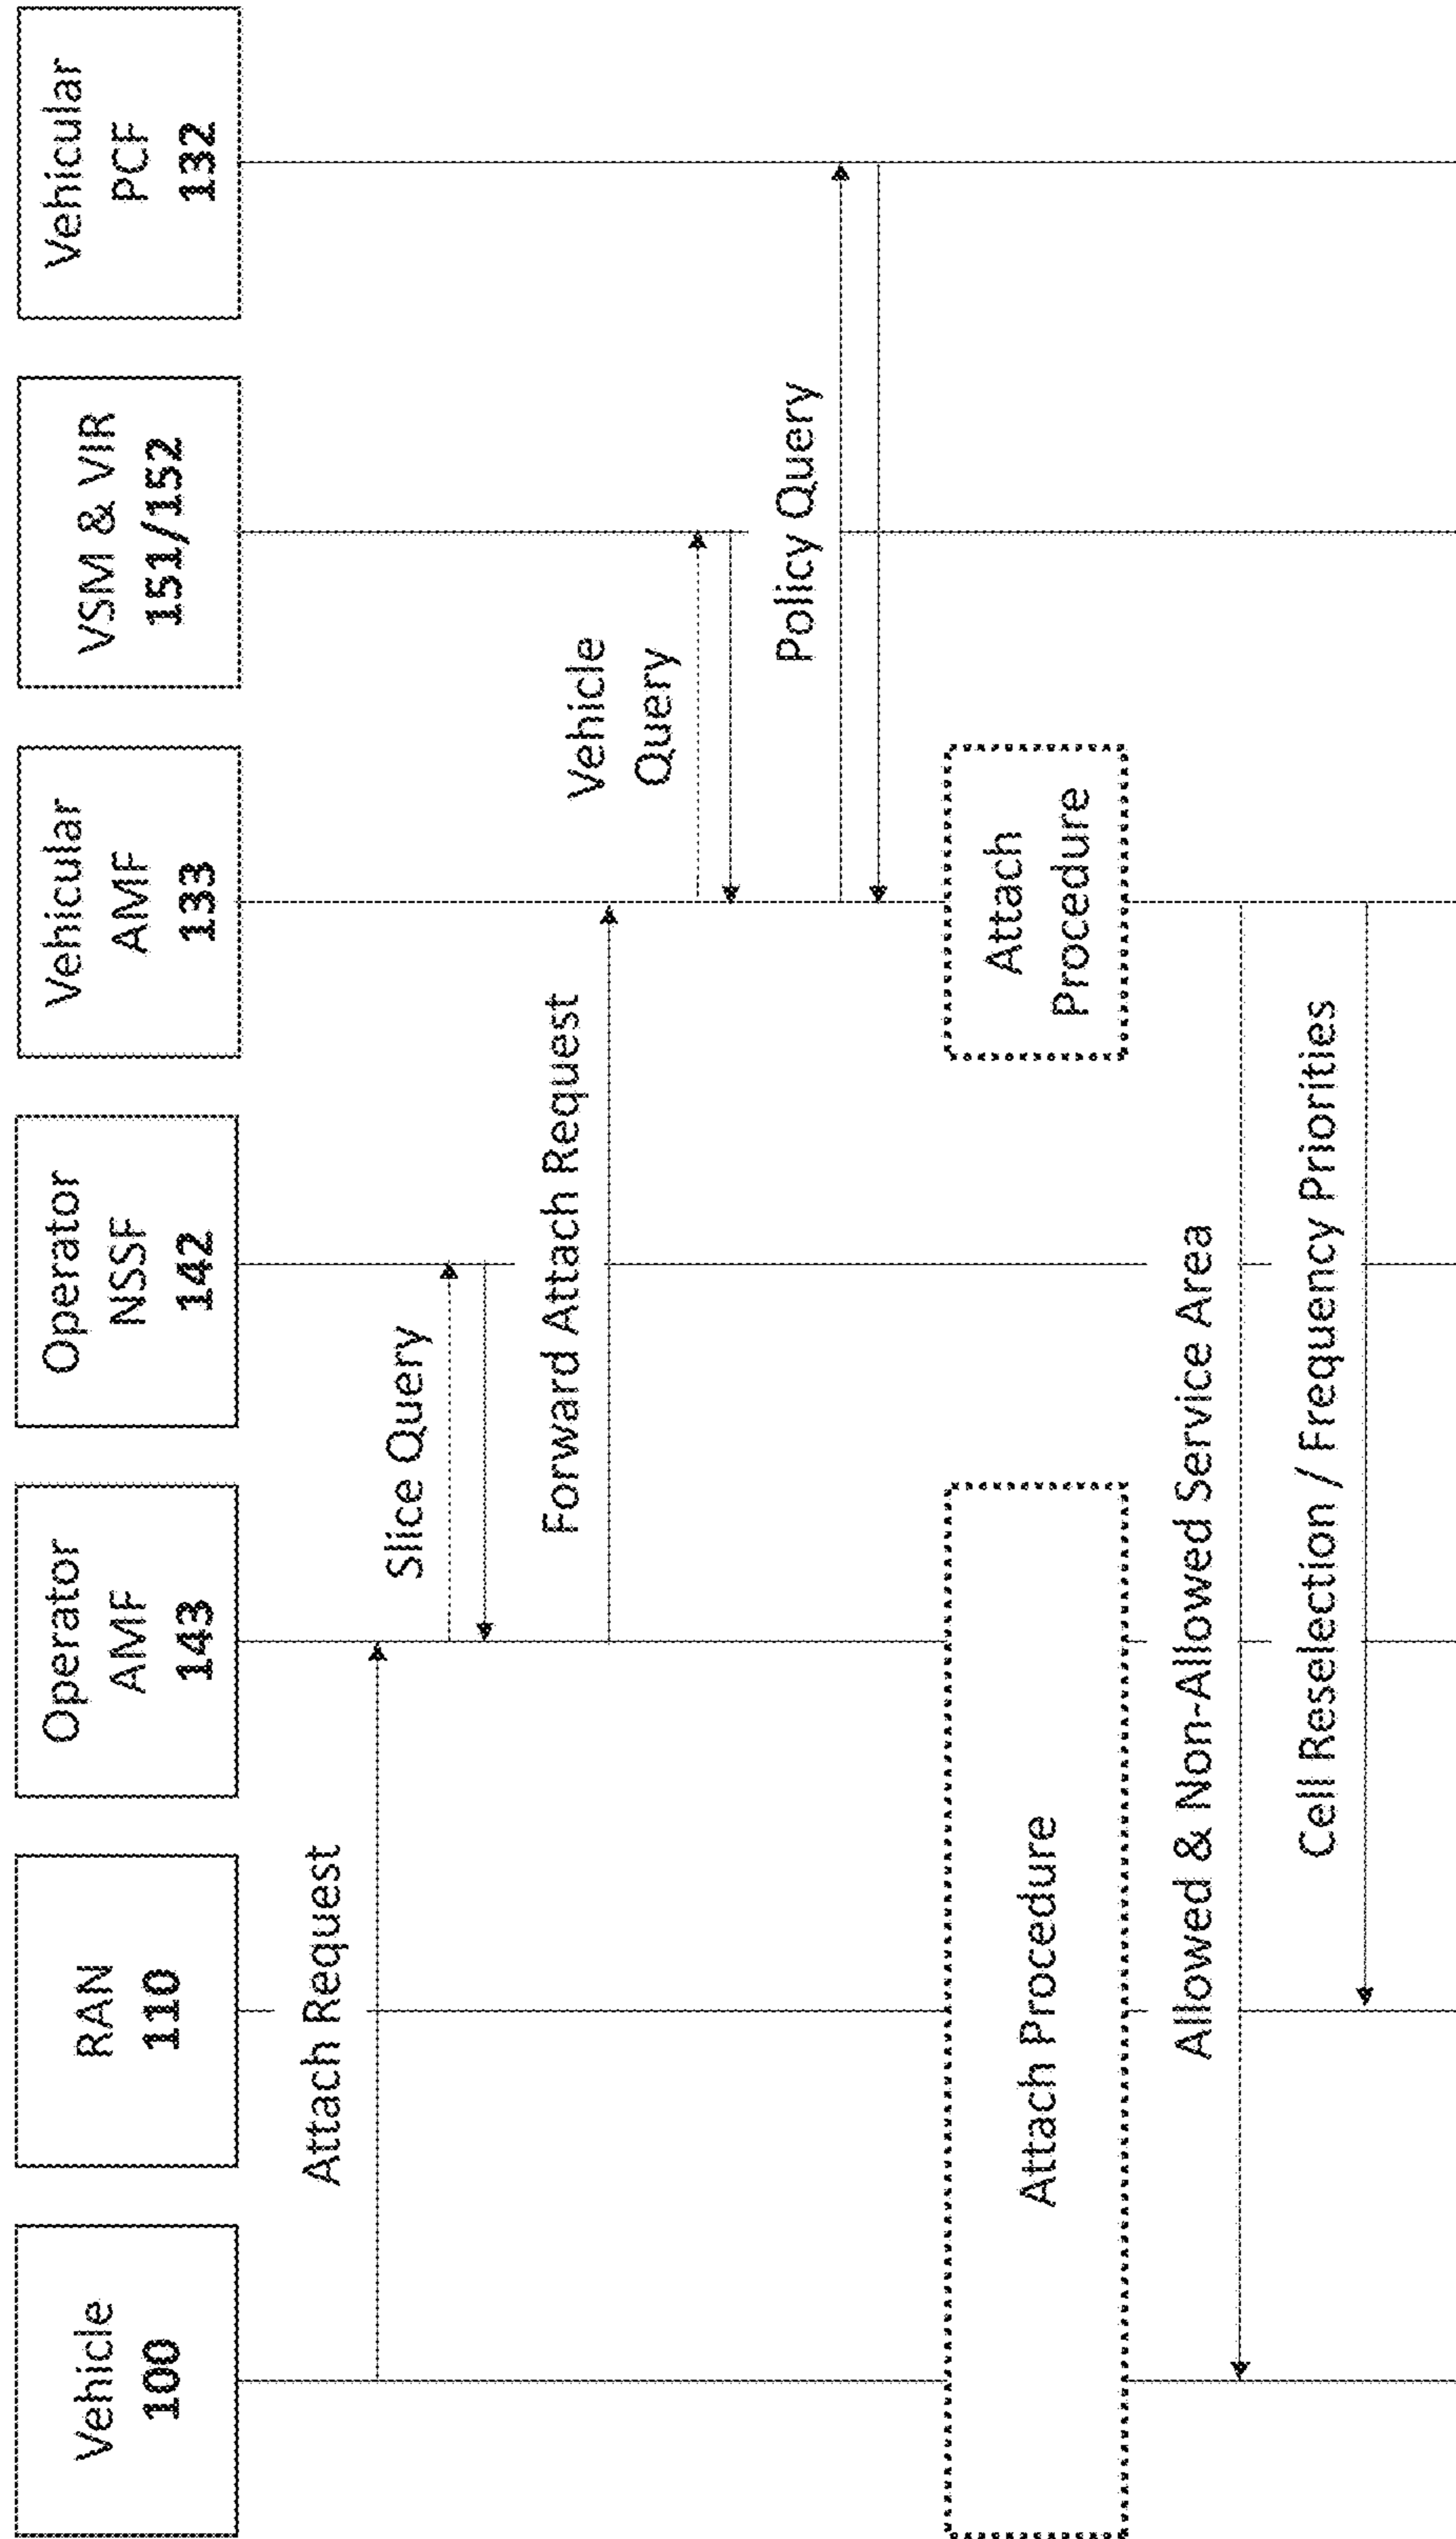 Vehicle
100
RAN
110
Operator
AMF
143
Operator
NSSF
142
Vehicular
AMF
133
VSM & VIR
151/152
Vehicular
PCF
132
Attach Request
Slice Query
Forward Attach Request
Vehicle
Query
Policy Query
Attach Procedure
Attach
Procedure
Allowed & Non-Allowed Service Area
Cell Reselection / Frequency Priorities